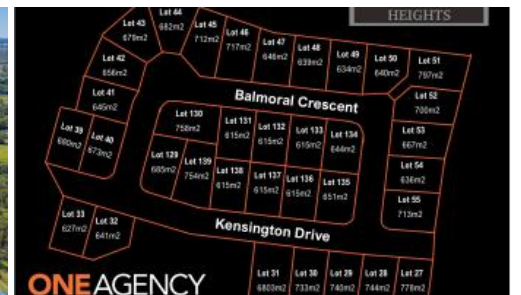 HEIGHTS
Lot 44
682m2
Lot 43
679m2
Lot 45
712m2
Lot 46
717m2
Lot 47
646m2
Lot 48
639m2
Lot 49
634m2
Lot 50
640m2
Lot 51
797m2
Lot 42
656m2
Lot 41
645m2
Lot 52
700m2
Balmoral Crescent
Lot 39
680m2
Lot 40
673m2
Lot 130
758m2
Lot 131
615m2
Lot 132
615m2
Lot 133
615m2
Lot 134
644m2
Lot 53
667m2
Lot 129
685m2
Lot 139
754m2
Lot 138
615m2
Lot 137
615m2
Lot 136
615m2
Lot 135
651m2
Lot 54
636m2
Lot 55
713m2
Lot 33
627m2
Lot 32
641m2
Kensington Drive
Lot 31
6803m2
Lot 30
733m2
Lot 29
740m2
Lot 28
744m2
Lot 27
778m2
ONEAGENCY